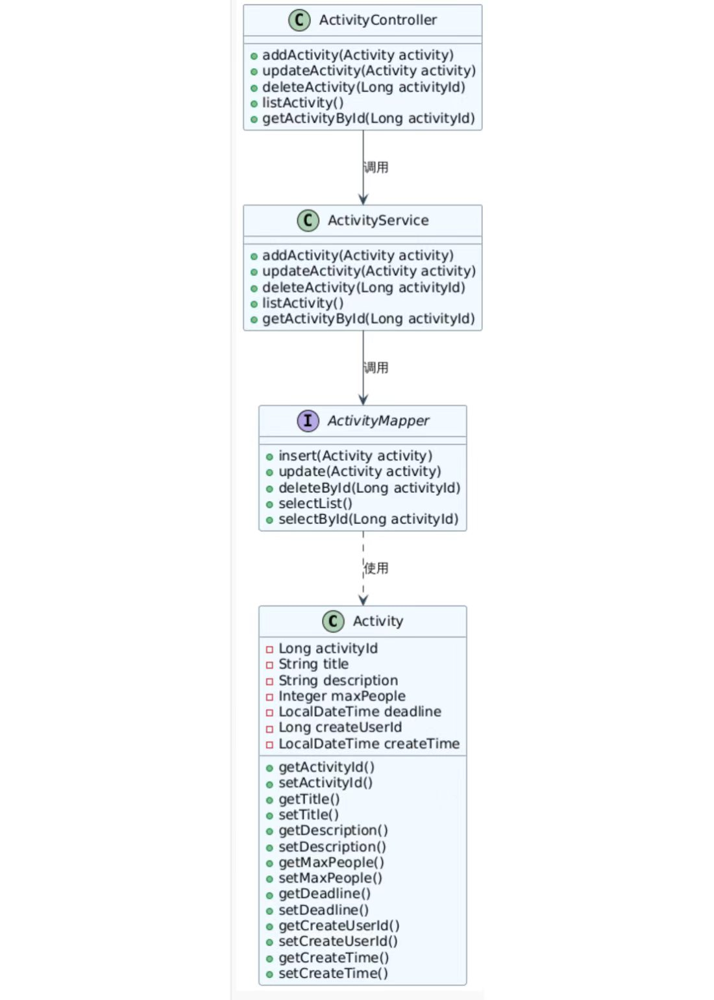 C ActivityController
addActivity(Activity activity)
updateActivity(Activity activity)
deleteActivity(Long activityId)
listActivity()
getActivityById(Long activityId)
调用
C ActivityService
addActivity(Activity activity)
updateActivity(Activity activity)
deleteActivity(Long activityId)
listActivity()
getActivityById(Long activityId)
调用
I ActivityMapper
insert(Activity activity)
update(Activity activity)
deleteById(Long activityId)
selectList()
selectById(Long activityId)
使用
C Activity
Long activityId
String title
String description
Integer maxPeople
LocalDateTime deadline
Long createUserId
LocalDateTime createTime
getActivityId()
setActivityId()
getTitle()
setTitle()
getDescription()
setDescription()
getMaxPeople()
setMaxPeople()
getDeadline()
setDeadline()
getCreateUserId()
setCreateUserId()
getCreateTime()
setCreateTime()